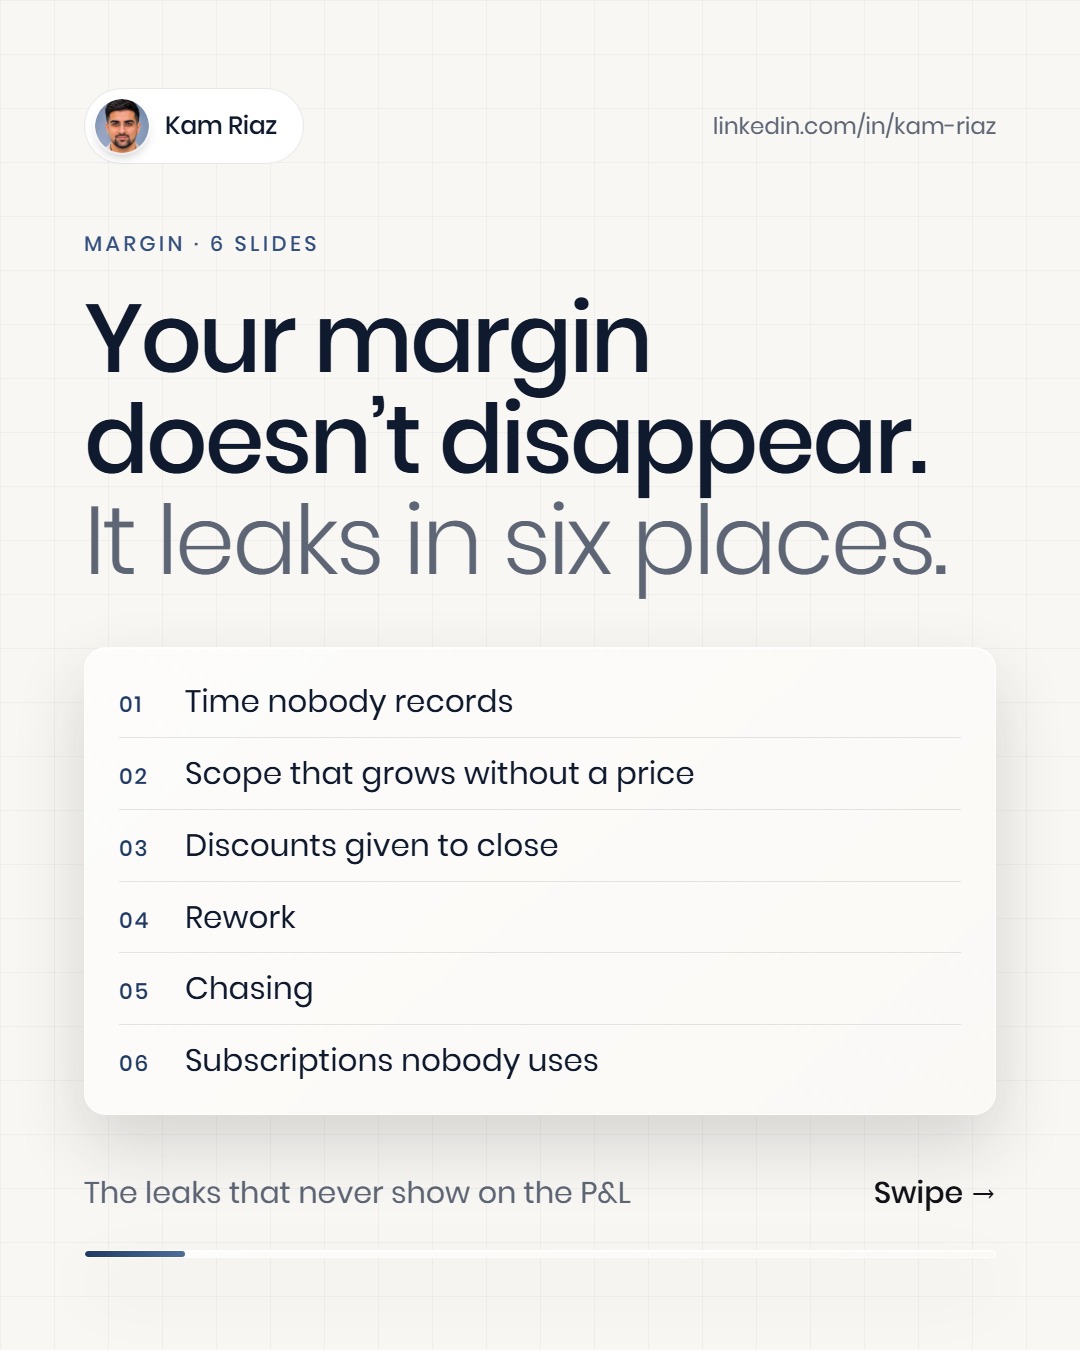 Kam Riaz
linkedin.com/in/kam-riaz
MARGIN · 6 SLIDES
Your margin
doesn’t disappear.
It leaks in six places.
01 Time nobody records
02 Scope that grows without a price
03 Discounts given to close
04 Rework
05 Chasing
06 Subscriptions nobody uses
The leaks that never show on the P&L
Swipe →